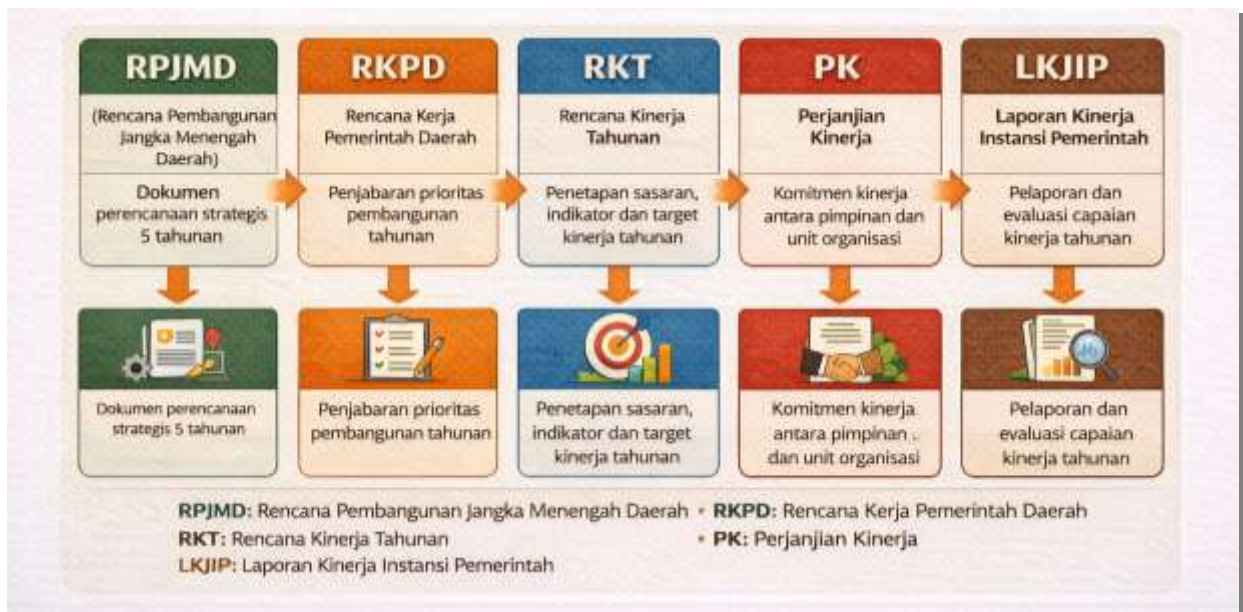 RPJMD
(Rencana Pembangunan
Jangka Menengah
Daerah)
Dokumen
perencanaan strategis
5 tahunan
RKPD
Rencana Kerja
Pemerintah Daerah
Penjabaran prioritas
pembangunan
tahunan
RKT
Rencana Kinerja
Tahunan
Penetapan sasaran,
indikator dan target
kinerja tahunan
PK
Perjanjian
Kinerja
Komitmen kinerja
antara pimpinan dan
unit organisasi
LKJIP
Laporan Kinerja
Instansi Pemerintah
Pelaporan dan
evaluasi capaian
kinerja tahunan
Dokumen perencanaan
strategis 5 tahunan
Penjabaran prioritas
pembangunan tahunan
Penetapan sasaran,
indikator dan target
kinerja tahunan
Komitmen kinerja
antara pimpinan ..
dan unit organisasi
Pelaporan dan
evaluasi capaian
kinerja tahunan
RPJMD: Rencana Pembangunan Jangka Menengah Daerah • RKPD: Rencana Kerja Pemerintah Daerah
RKT: Rencana Kinerja Tahunan • PK: Perjanjian Kinerja
LKJIP: Laporan Kinerja Instansi Pemerintah